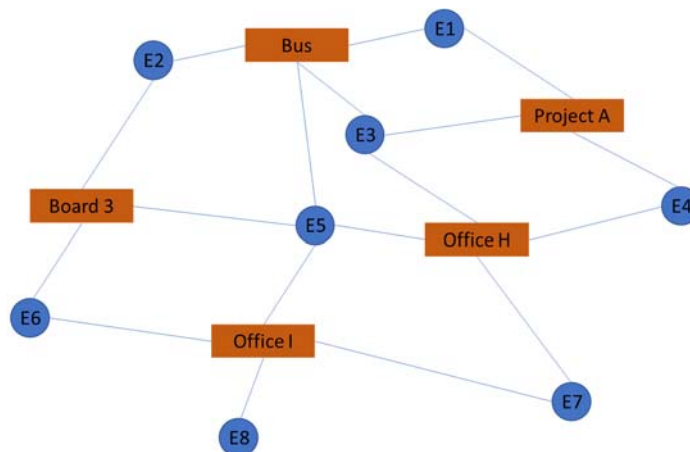 E1
Bus
E2
Project A
E3
Board 3
E4
E5
Office H
E6
Office I
E7
E8